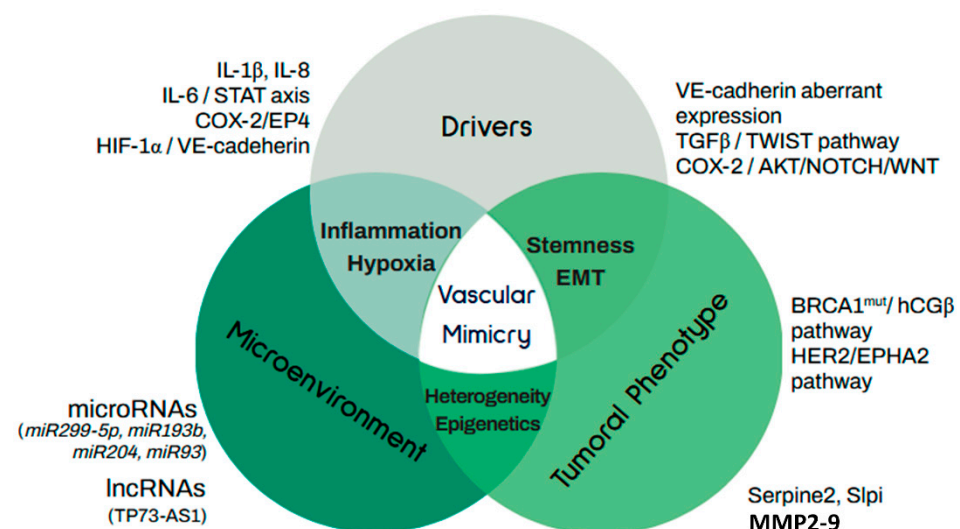 IL-1β, IL-8
IL-6 / STAT axis
COX-2/EP4
HIF-1α / VE-cadeherin
VE-cadherin aberrant
expression
TGFβ / TWIST pathway
COX-2 / AKT/NOTCH/WNT
Drivers
Inflammation
Hypoxia
Stemness
EMT
Vascular
Mimicry
Microenvironment
Tumoral Phenotype
Heterogeneity
Epigenetics
BRCA1ᵐᵘᵗ/ hCGβ
pathway
HER2/EPHA2
pathway
microRNAs
(miR299-5p, miR193b,
miR204, miR93)
lncRNAs
(TP73-AS1)
Serpine2, Slpi
MMP2-9